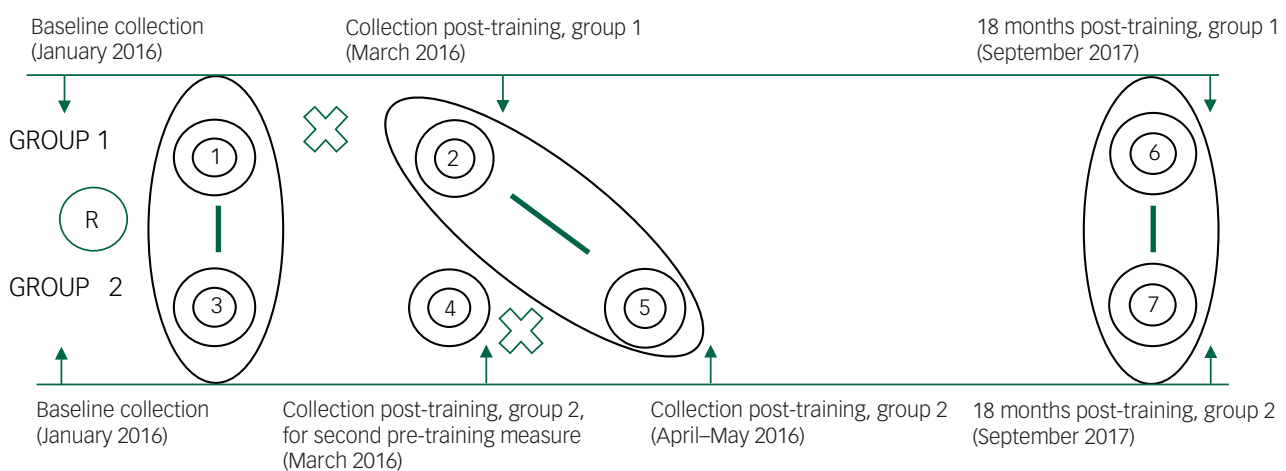 Baseline collection
(January 2016)
Collection post-training, group 1
(March 2016)
18 months post-training, group 1
(September 2017)
GROUP 1
1
2
6
R
GROUP 2
3
4
5
7
Baseline collection
(January 2016)
Collection post-training, group 2,
for second pre-training measure
(March 2016)
Collection post-training, group 2
(April–May 2016)
18 months post-training, group 2
(September 2017)